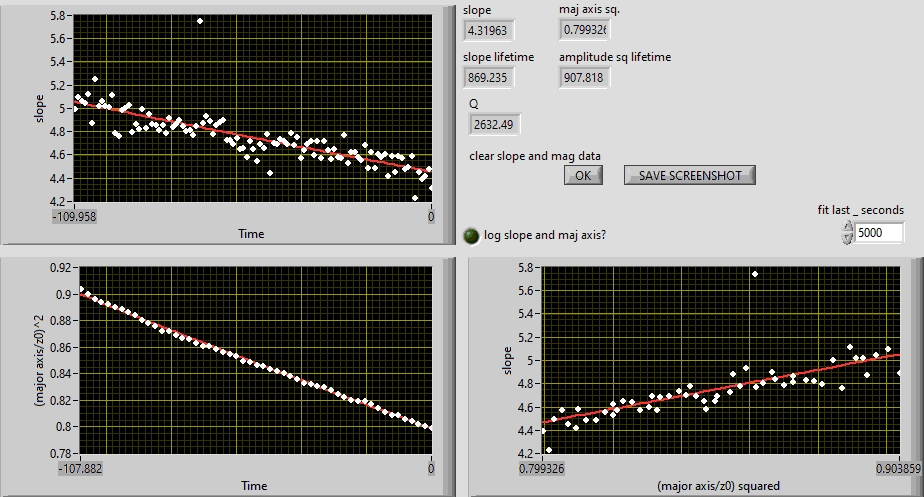 5.8
5.6
5.4
5.2
5
4.8
4.6
4.4
4.2
slope
-109.958
0
Time
slope
4.31963
maj axis sq.
0.799326
slope lifetime
869.235
amplitude sq lifetime
907.818
Q
2632.49
clear slope and mag data
OK
SAVE SCREENSHOT
log slope and maj axis?
fit last _ seconds
5000
0.92
0.9
0.88
0.86
0.84
0.82
0.8
0.78
(major axis/z0)^2
-107.882
0
Time
5.8
5.6
5.4
5.2
5
4.8
4.6
4.4
4.2
slope
0.799326
0.903859
(major axis/z0) squared